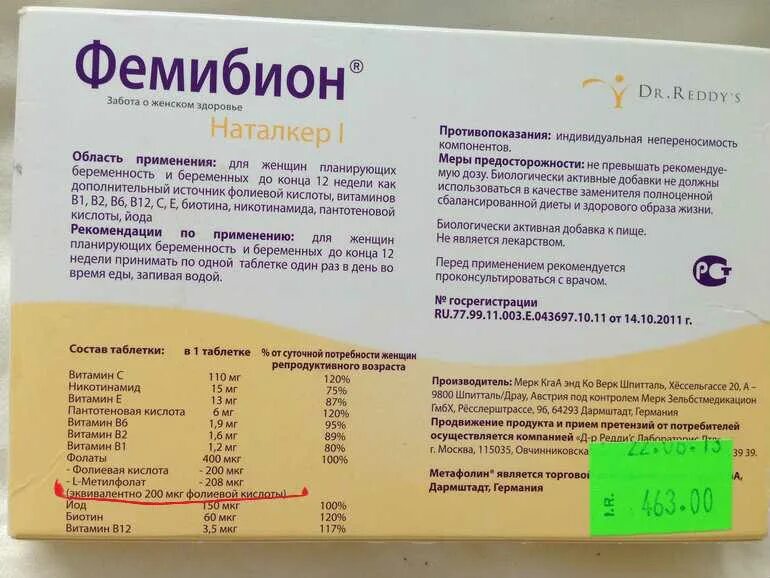 Фемибион®
Забота о женском здоровье
Наталкер I
DR. REDDY'S
Область применения: для женщин планирующих
беременность и беременных до конца 12 недели как
дополнительный источник фолиевой кислоты, витаминов
B1, B2, B6, B12, C, E, биотина, никотинамида, пантотеновой
кислоты, йода
Рекомендации по применению: для женщин
планирующих беременность и беременных до конца 12
недели принимать по одной таблетке один раз в день во
время еды, запивая водой.
Противопоказания: индивидуальная непереносимость
компонентов.
Меры предосторожности: не превышать рекомендуе-
мую дозу. Биологически активные добавки не должны
использоваться в качестве заменителя полноценной
сбалансированной диеты и здорового образа жизни.
Биологически активная добавка к пище.
Не является лекарством.
Перед применением рекомендуется
проконсультироваться с врачом.
РСТ
№ госрегистрации
RU.77.99.11.003.E.043697.10.11 от 14.10.2011 г.
Состав таблетки: в 1 таблетке % от суточной потребности женщин
репродуктивного возраста
Витамин С 110 мг 120%
Никотинамид 15 мг 75%
Витамин Е 13 мг 87%
Пантотеновая кислота 6 мг 120%
Витамин В6 1,9 мг 95%
Витамин В2 1,6 мг 89%
Витамин В1 1,2 мг 80%
Фолаты 400 мкг 100%
- Фолиевая кислота - 200 мкг
- L-Метилфолат - 208 мкг
(эквивалентно 200 мкг фолиевой кислоты)
Йод 150 мкг 100%
Биотин 60 мкг 120%
Витамин В12 3,5 мкг 117%
Производитель: Мерк КгаА энд Ко Верк Шпитталь, Хёссельгассе 20, А –
9800 Шпитталь/Драу, Австрия под контролем Мерк Зельбстмедикацион
ГмбХ, Рёсслерштрассе, 96, 64293 Дармштадт, Германия
Продвижение продукта и прием претензий от потребителей
осуществляется компанией «Д-р Редди'с Лабораторис Лтд»
г. Москва, 115035, Овчинниковская 39.
Метафолин® является торговой
Дармштадт, Германия
I.R.
463.00